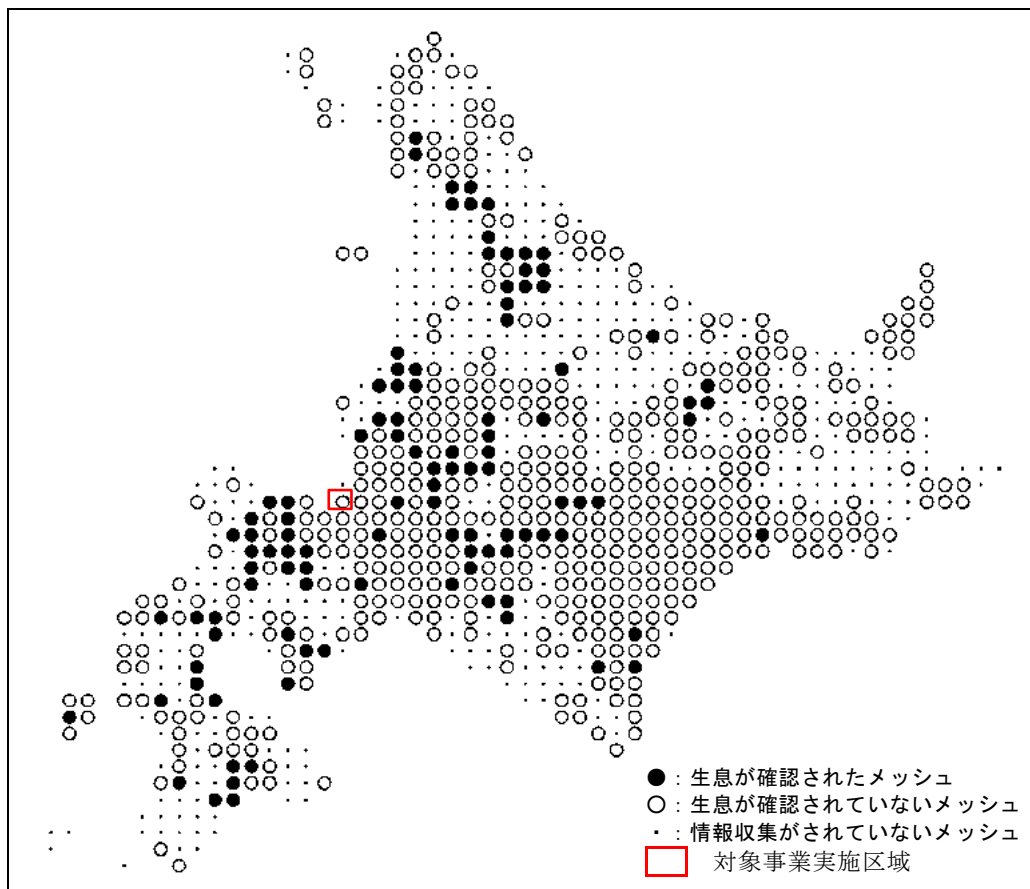 ● : 生息が確認されたメッシュ
○ : 生息が確認されていないメッシュ
・ : 情報収集がされていないメッシュ
対象事業実施区域